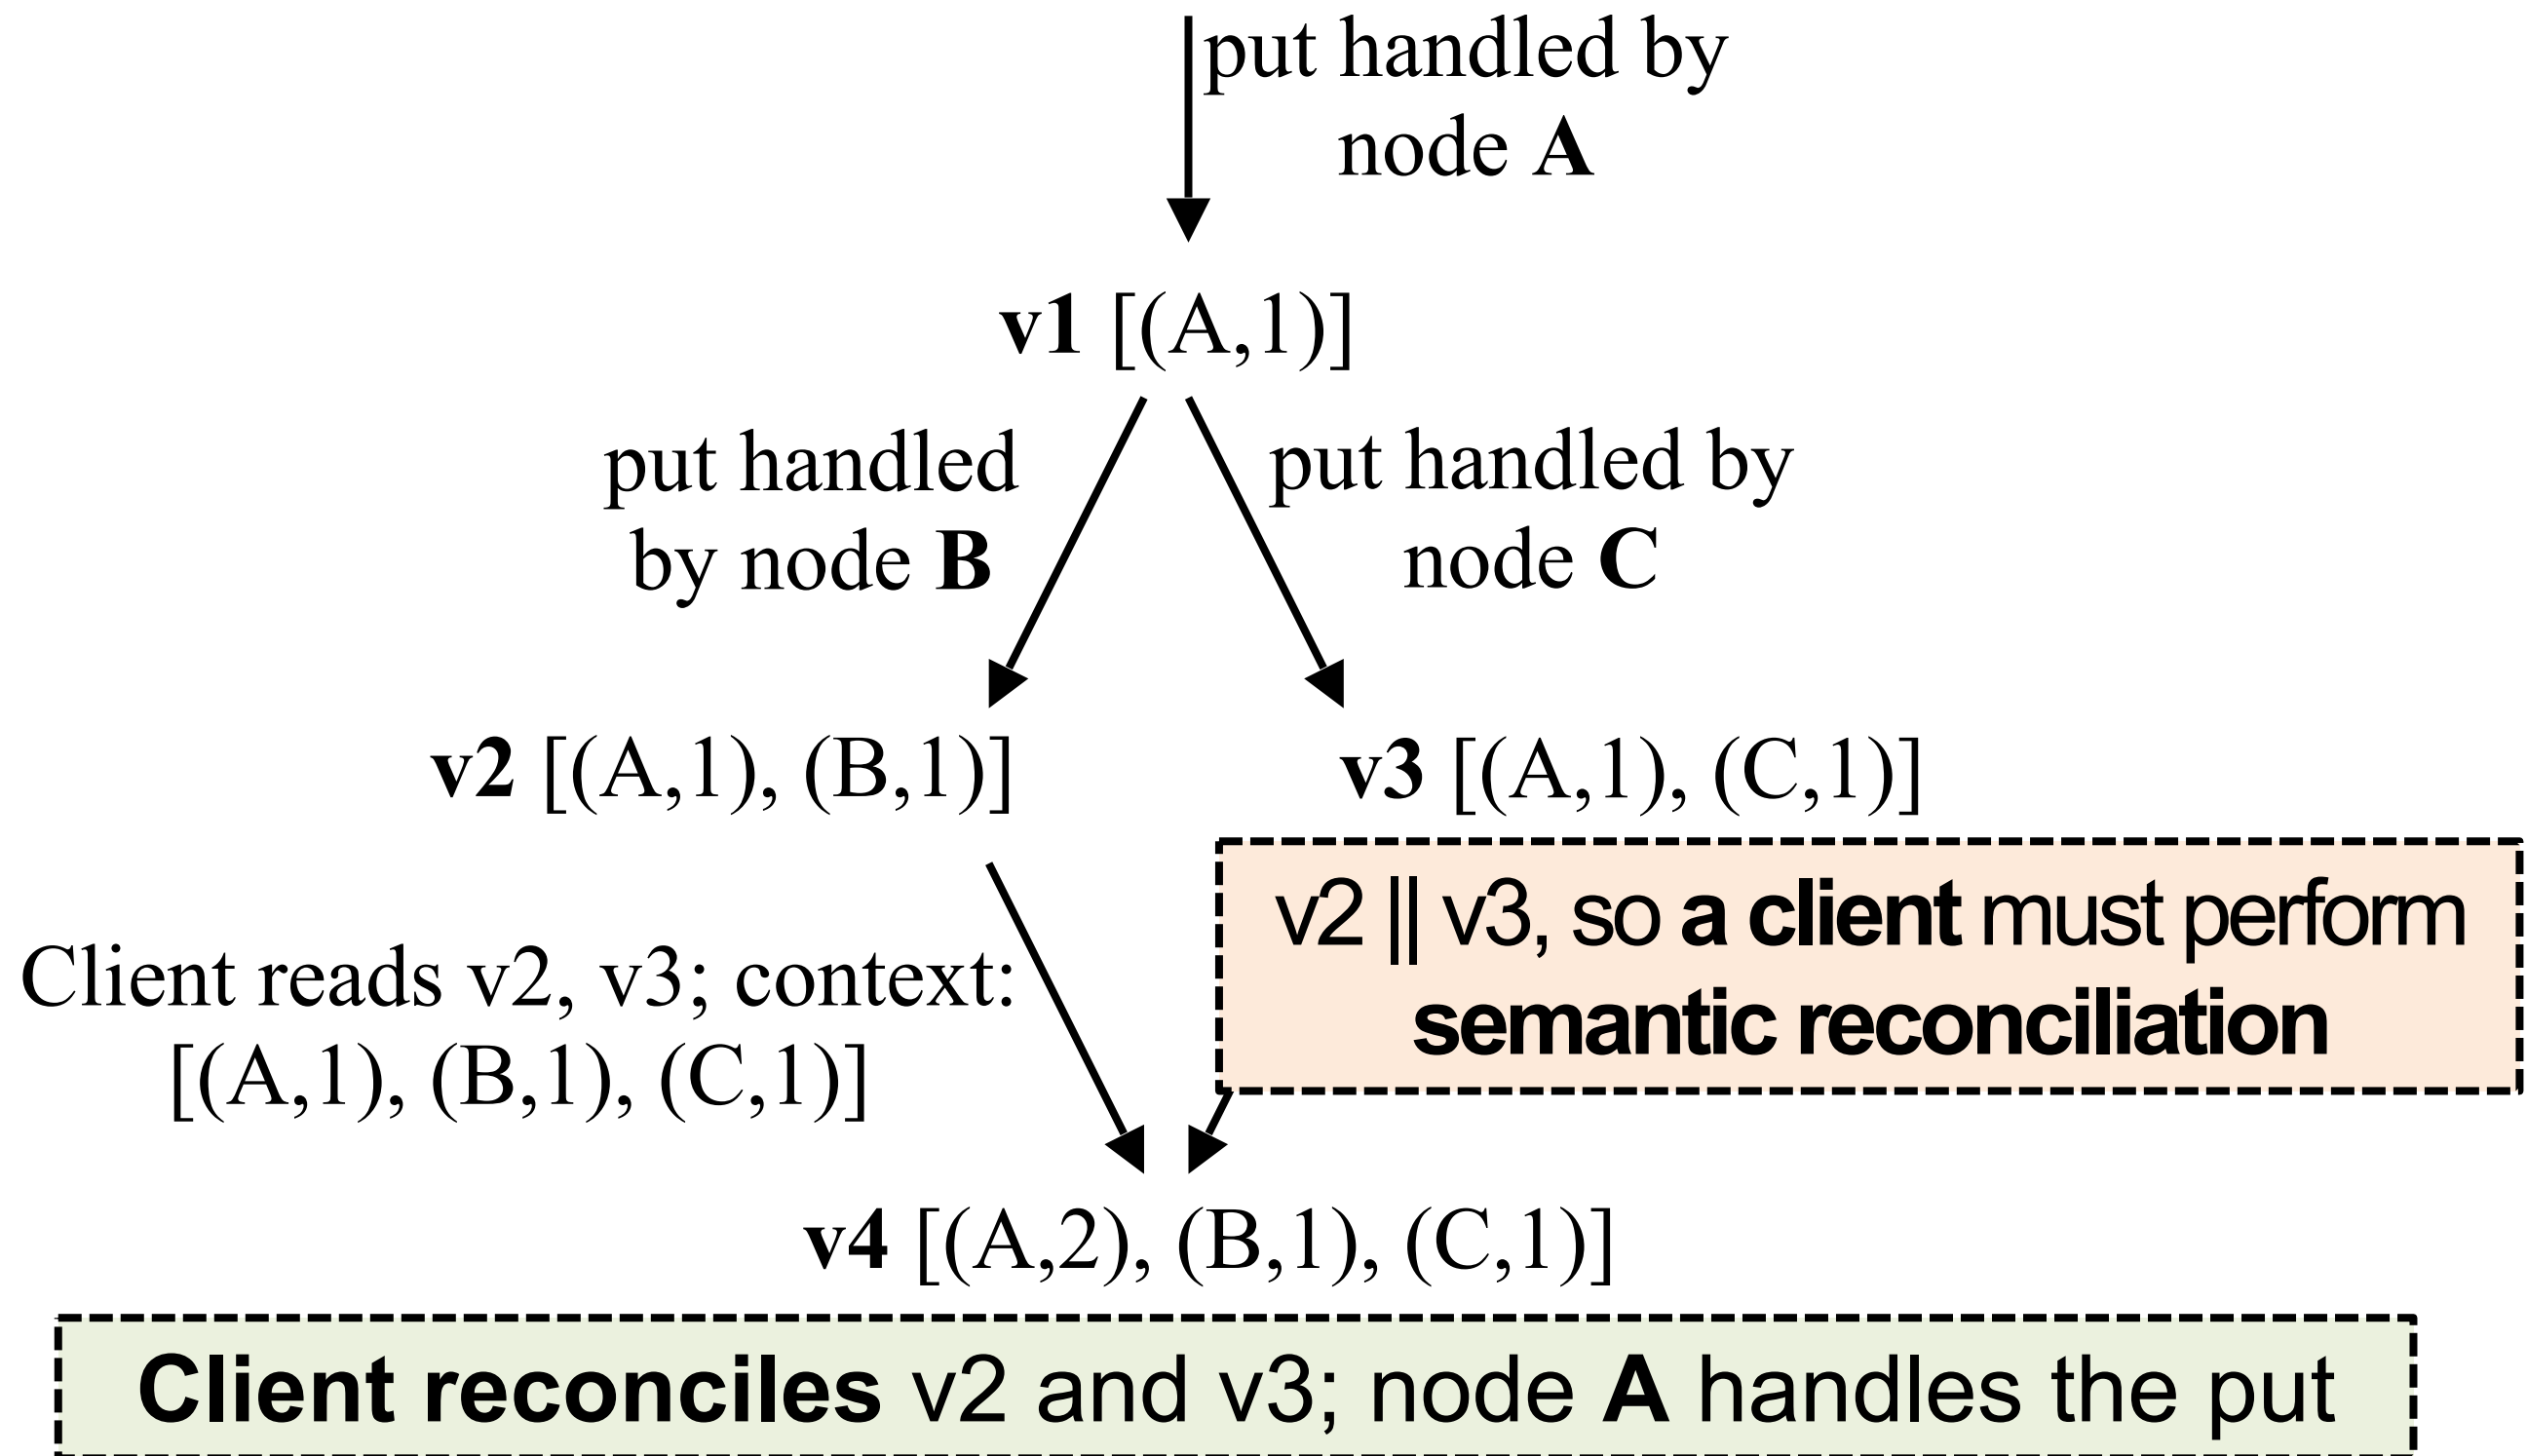 put handled by
node A
v1 [(A,1)]
put handled
by node B
put handled by
node C
v2 [(A,1), (B,1)]
v3 [(A,1), (C,1)]
v2 || v3, so a client must perform
semantic reconciliation
Client reads v2, v3; context:
[(A,1), (B,1), (C,1)]
v4 [(A,2), (B,1), (C,1)]
Client reconciles v2 and v3; node A handles the put